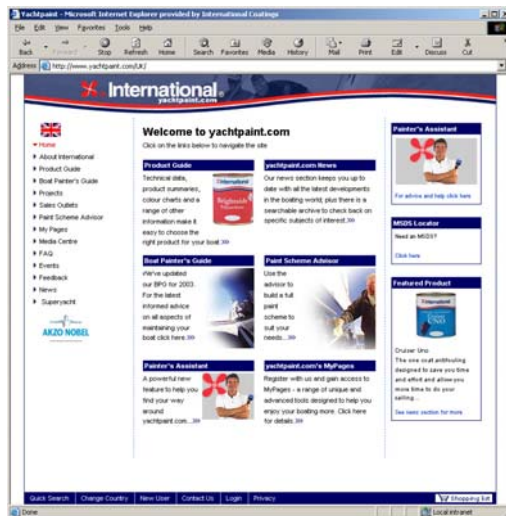 Yachtpaint - Microsoft Internet Explorer provided by International Coatings
File Edit View Favorites Tools Help
Back Forward Stop Refresh Home Search Favorites Media History Mail Print Edit Discuss Cut
Address http://www.yachtpaint.com/Uk/
International
yachtpaint.com
Home
About International
Product Guide
Boat Painter's Guide
Projects
Sales Outlets
Paint Scheme Advisor
My Pages
Media Centre
FAQ
Events
Feedback
News
Superyacht
AKZO NOBEL
Welcome to yachtpaint.com
Click on the links below to navigate the site
Product Guide
Technical data,
product summaries,
colour charts and a
range of other
information make it
easy to choose the
right product for your boat.>>>
International
Brightside
yachtpaint.com News
Our news section keeps you up
to date with all the latest developments
in the boating world, plus there is a
searchable archive to check back on
specific subjects of interest.>>>
Boat Painter's Guide
We've updated
our BPG for 2003.
For the latest
informed advice
on all aspects of
maintaining your
boat click here.>>>
Paint Scheme Advisor
Use the
advisor to
build a full
paint
scheme to
suit your
needs...>>>
Painter's Assistant
A powerful new
feature to help you
find your way
around
yachtpaint.com...>>>
yachtpaint.com's MyPages
Register with us and gain access to
MyPages - a range of unique and
advanced tools designed to help you
enjoy your boating more. Click here
for details.>>>
Painter's Assistant
For advice and help click here
MSDS Locator
Need an MSDS?
Click here
Featured Product
International
Cruiser
UNO
Cruiser Uno
The one coat antifouling
designed to save you time
and effort and allow you
more time to do your
sailing...
See news section for more.
Quick Search Change Country New User Contact Us Login Privacy Shopping list
Done Local intranet